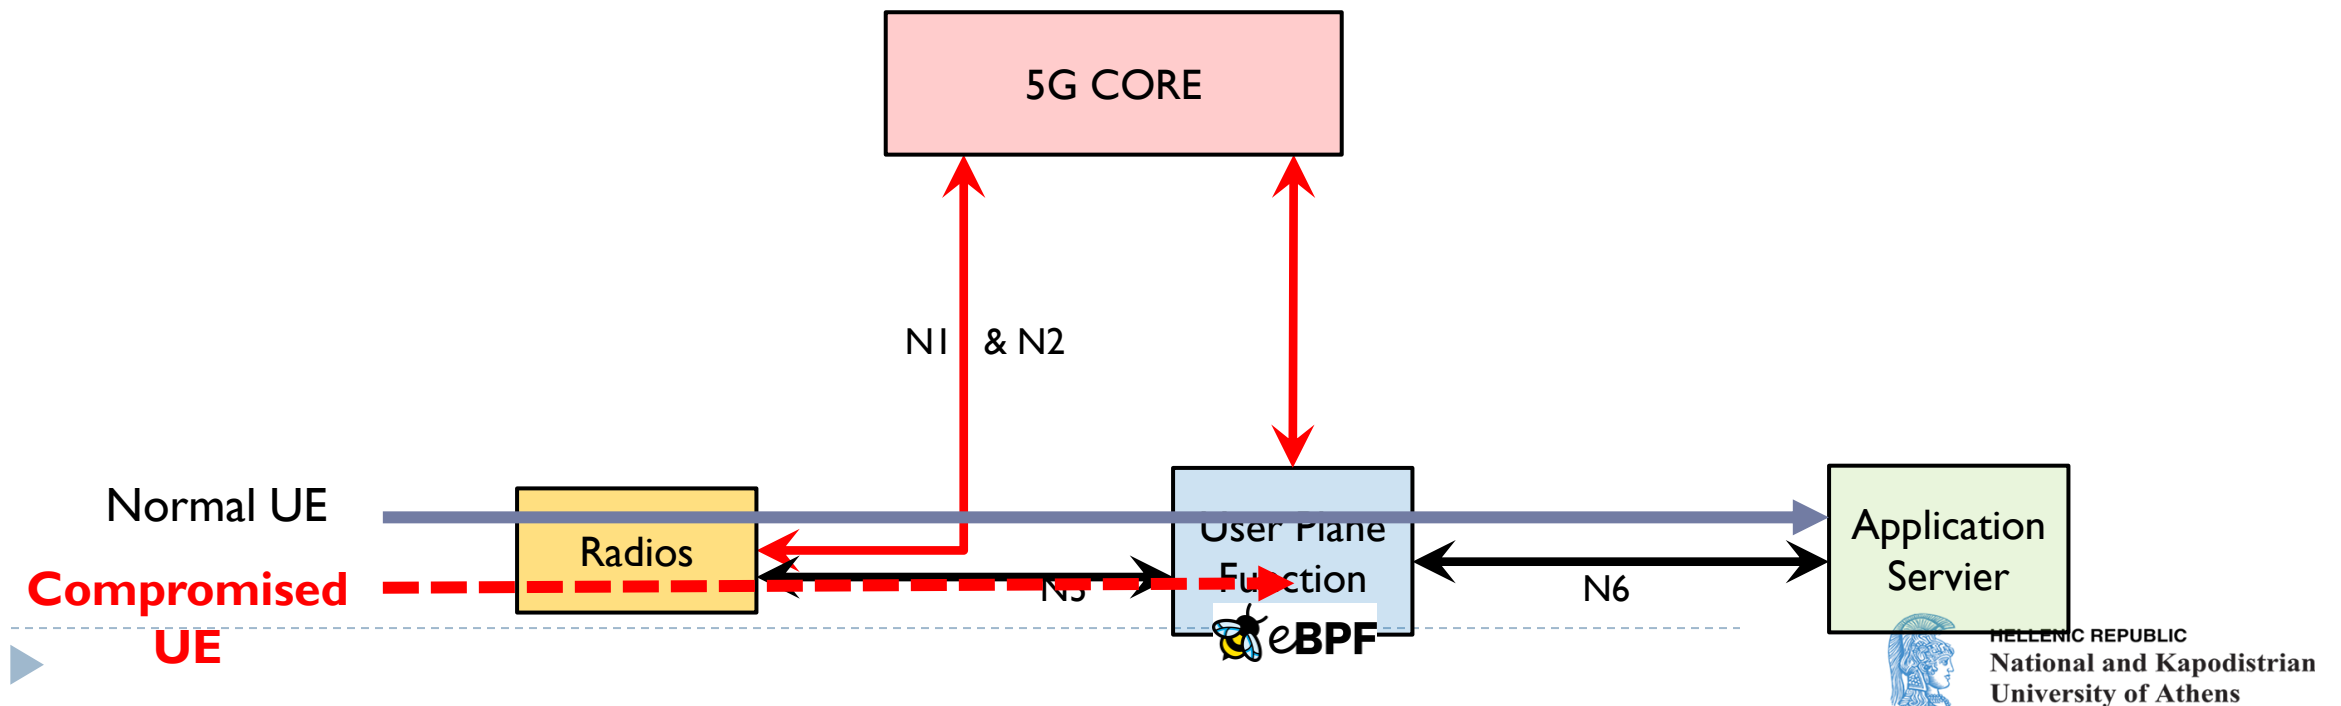 5G CORE
N1 & N2
Normal UE
Radios
User Plane
Function
Application
Servier
Compromised
UE
N6
eBPF
HELLENIC REPUBLIC
National and Kapodistrian
University of Athens